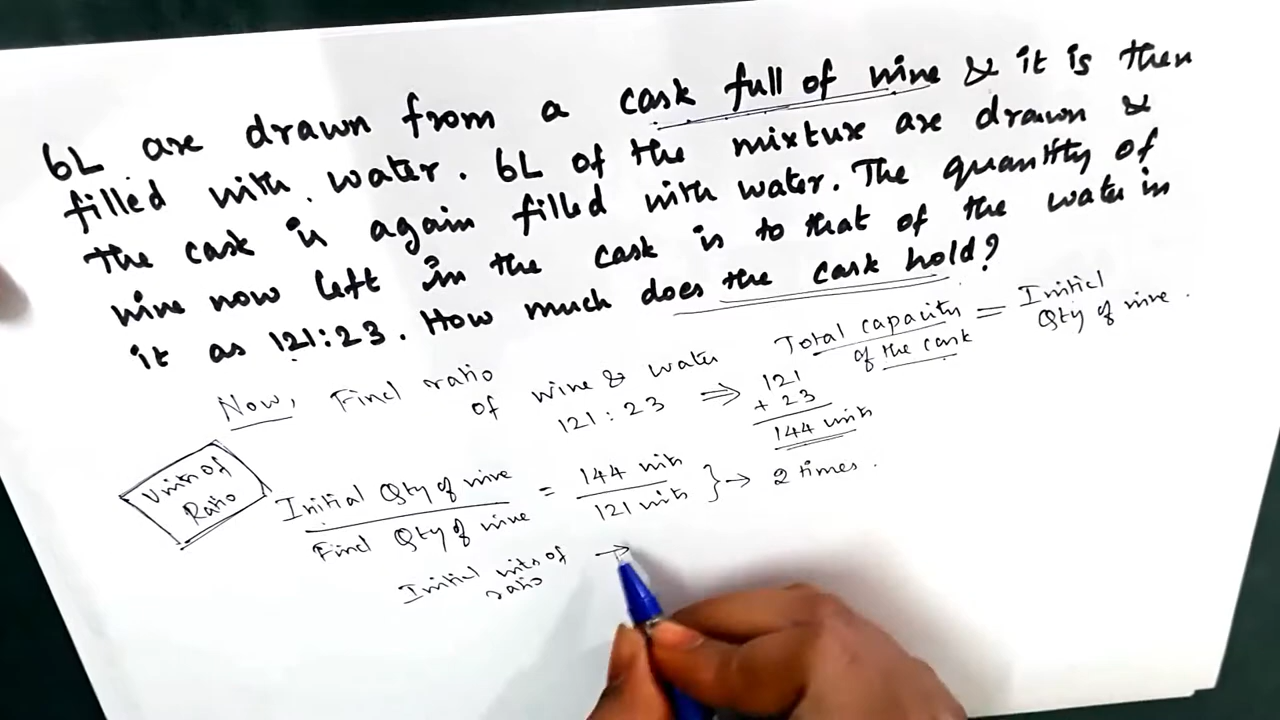 6L are drawn from a cask full of wine & it is then
filled with water. 6L of the mixture are drawn &
the cask is again filled with water. The quantity of
wine now left in the cask is to that of the water in
it as 121:23. How much does the cask hold?
Now, Final ratio of wine & water
121 : 23 ⇒ 121
+ 23
144 units
Total capacity of the cask = Initial Qty of wine.
Units of
Ratio
Initial Qty of wine = 144 units } → 2 times.
Final Qty of wine 121 units
Initial units of →
ratio